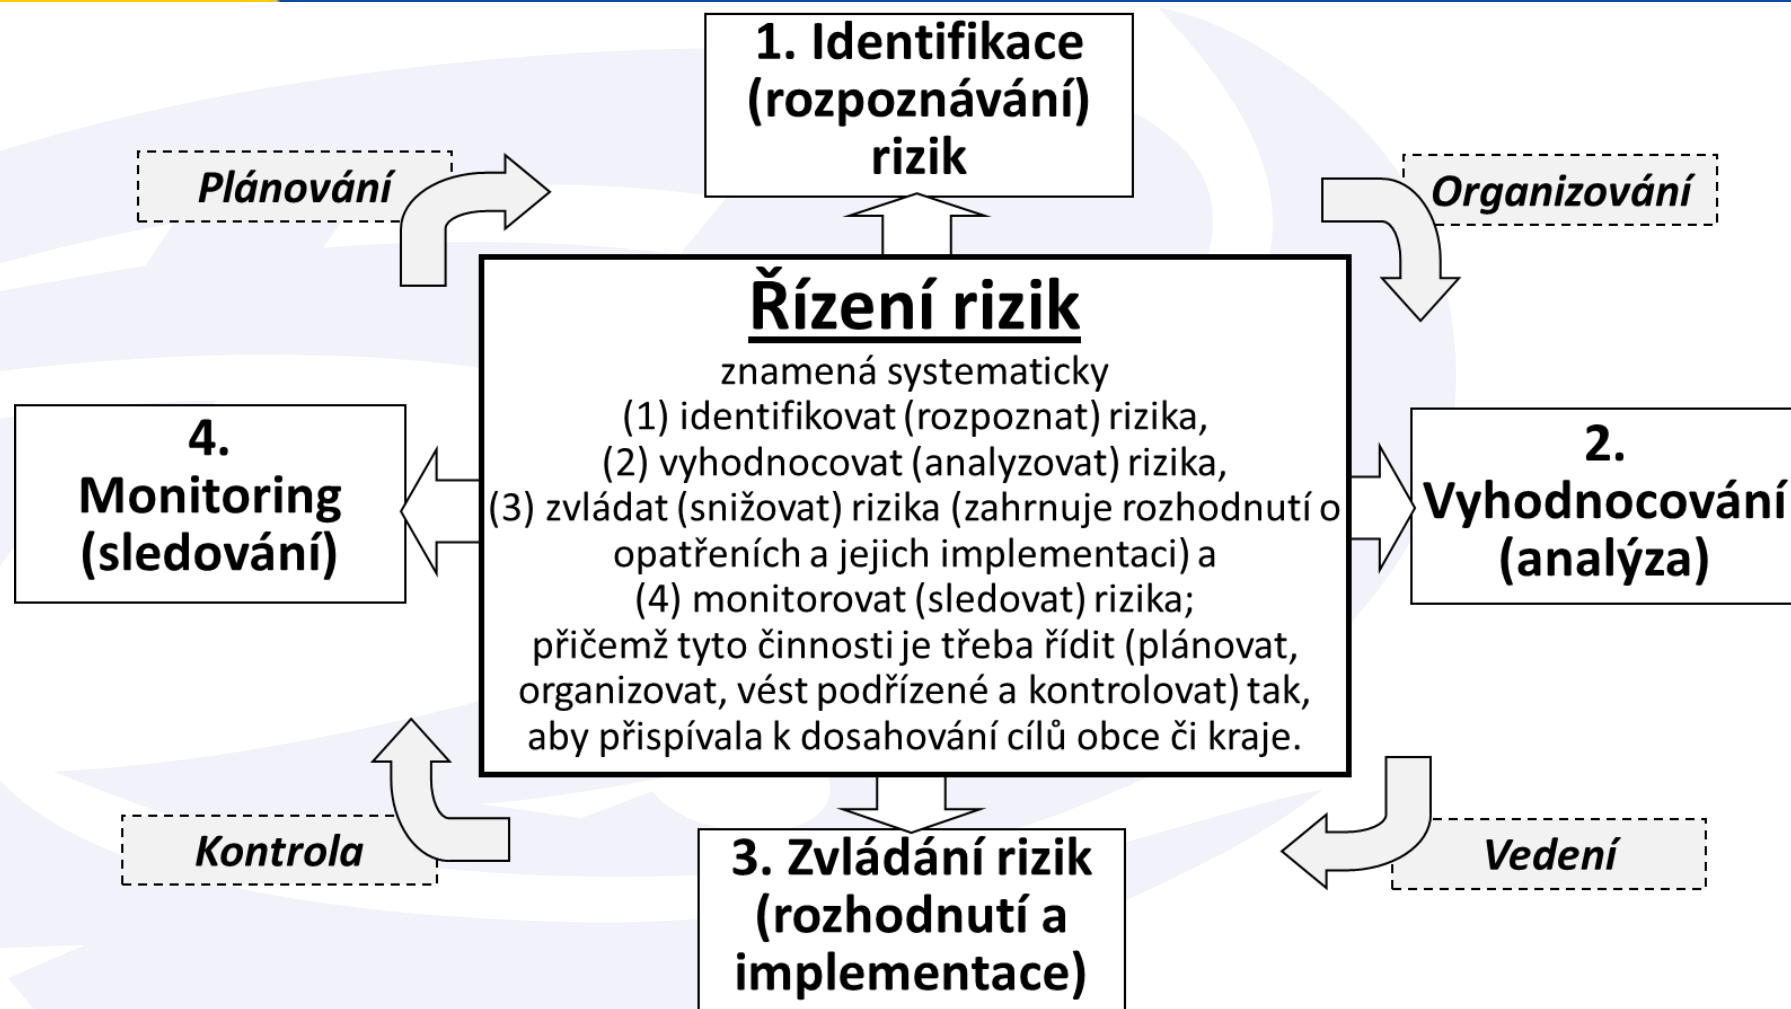 1. Identifikace
(rozpoznávání)
rizik
Plánování
Organizování
Řízení rizik
znamená systematicky
(1) identifikovat (rozpoznat) rizika,
(2) vyhodnocovat (analyzovat) rizika,
(3) zvládat (snižovat) rizika (zahrnuje rozhodnutí o
opatřeních a jejich implementaci) a
(4) monitorovat (sledovat) rizika;
přičemž tyto činnosti je třeba řídit (plánovat,
organizovat, vést podřízené a kontrolovat) tak,
aby přispívala k dosahování cílů obce či kraje.
4.
Monitoring
(sledování)
2.
Vyhodnocování
(analýza)
Kontrola
Vedení
3. Zvládání rizik
(rozhodnutí a
implementace)